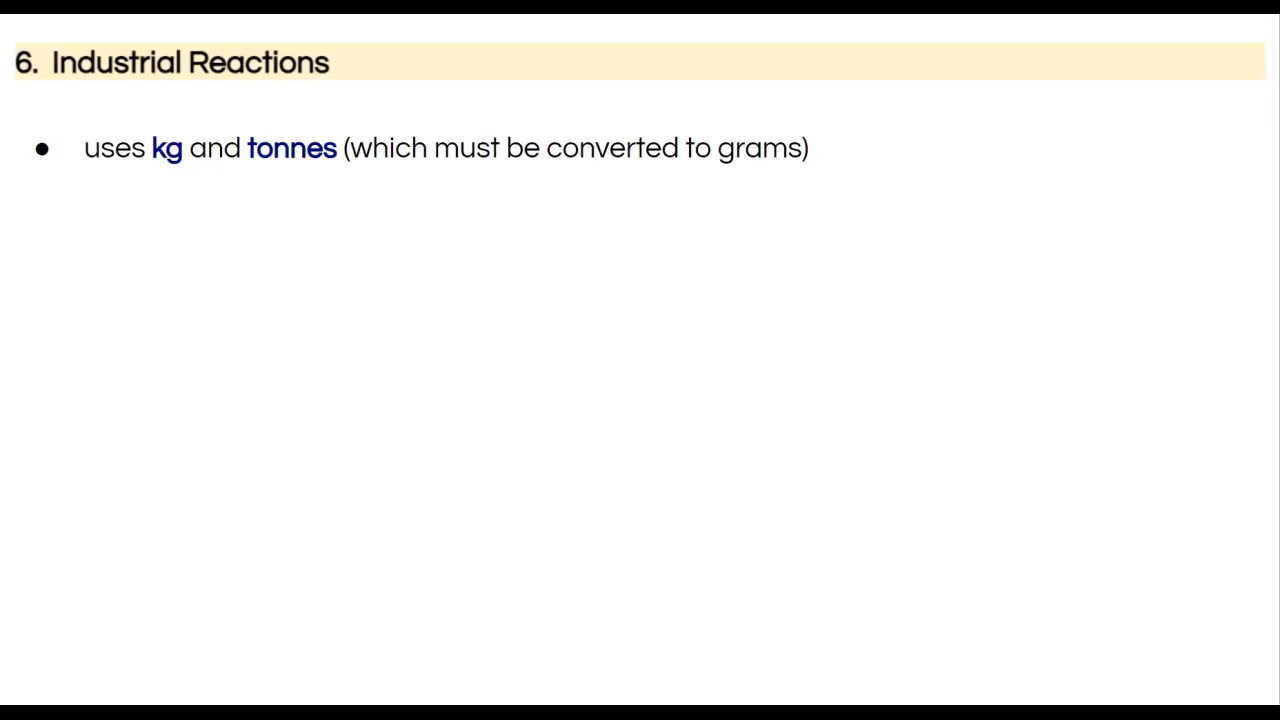 6. Industrial Reactions
● uses kg and tonnes (which must be converted to grams)